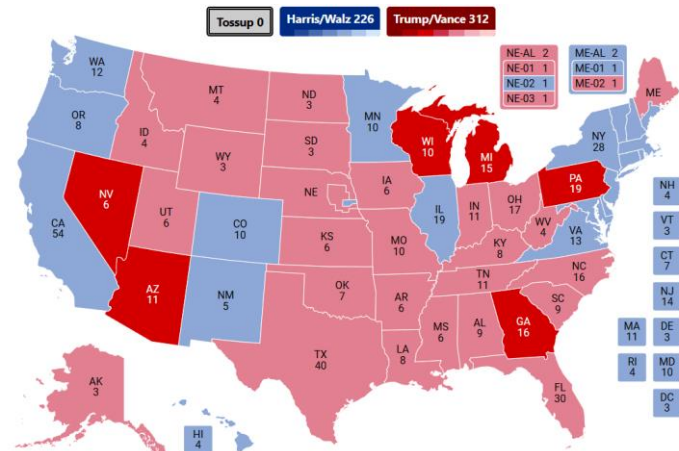 Tossup 0
Harris/Walz 226
Trump/Vance 312
NE-AL 2
NE-01 1
NE-02 1
NE-03 1
ME-AL 2
ME-01 1
ME-02 1
WA
12
OR
8
CA
54
NV
6
ID
4
MT
4
WY
3
UT
6
AZ
11
CO
10
NM
5
ND
3
SD
3
NE
KS
6
OK
7
TX
40
MN
10
IA
6
MO
10
AR
6
LA
8
WI
10
IL
19
MI
15
IN
11
OH
17
KY
8
TN
11
MS
6
AL
9
GA
16
FL
30
SC
9
NC
16
VA
13
WV
4
PA
19
NY
28
ME
NH
4
VT
3
CT
7
NJ
14
MA
11
DE
3
RI
4
MD
10
DC
3
AK
3
HI
4